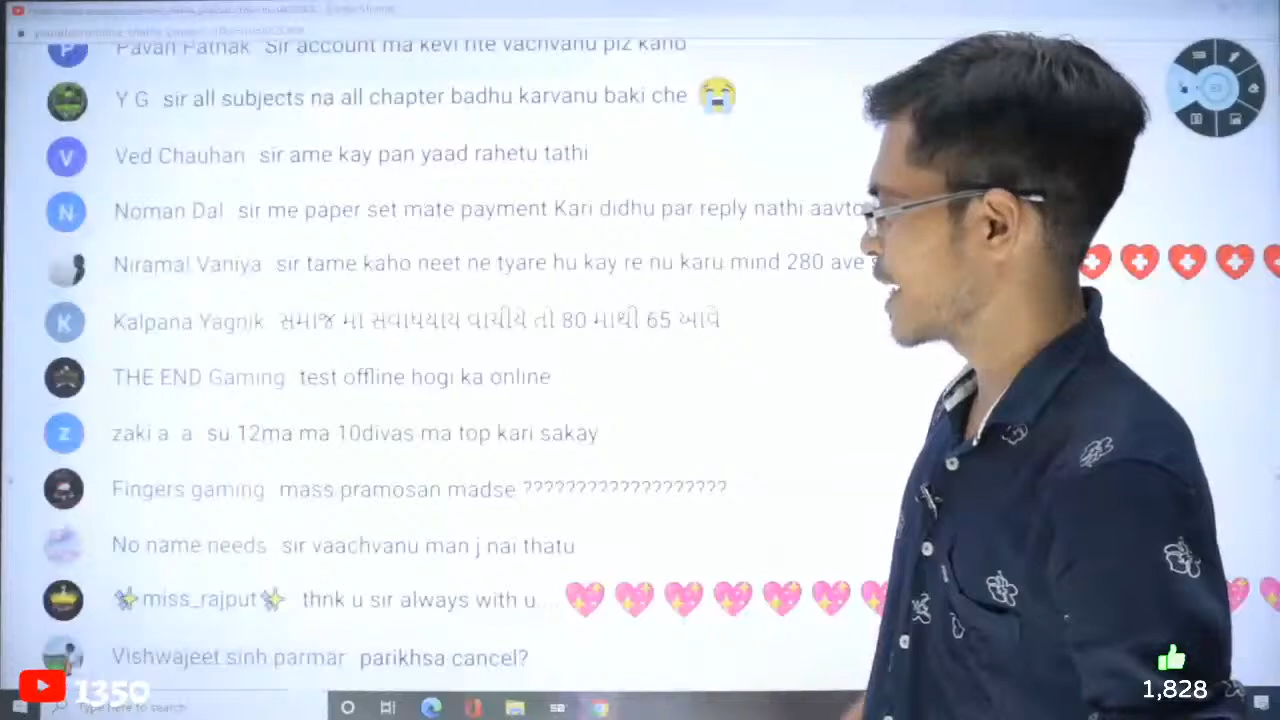 Pavan Pathak Sir account ma kevi rite vachvanu plz kaho
Y G sir all subjects na all chapter badhu karvanu baki che
Ved Chauhan sir ame kay pan yaad rahetu tathi
Noman Dal sir me paper set mate payment Kari didhu par reply nathi aavto
Niramal Vaniya sir tame kaho neet ne tyare hu kay re nu karu mind 280 ave
Kalpana Yagnik સમાજ મા સવાધયાય વાચીયે તો 80 માથી 65 આવે
THE END Gaming test offline hogi ka online
zaki a a su 12ma ma 10divas ma top kari sakay
Fingers gaming mass pramosan madse ???????????????????
No name needs sir vaachvanu man j nai thatu
miss_rajput thnk u sir always with u....
Vishwajeet sinh parmar parikhsa cancel?
1350
Type here to search
1,828